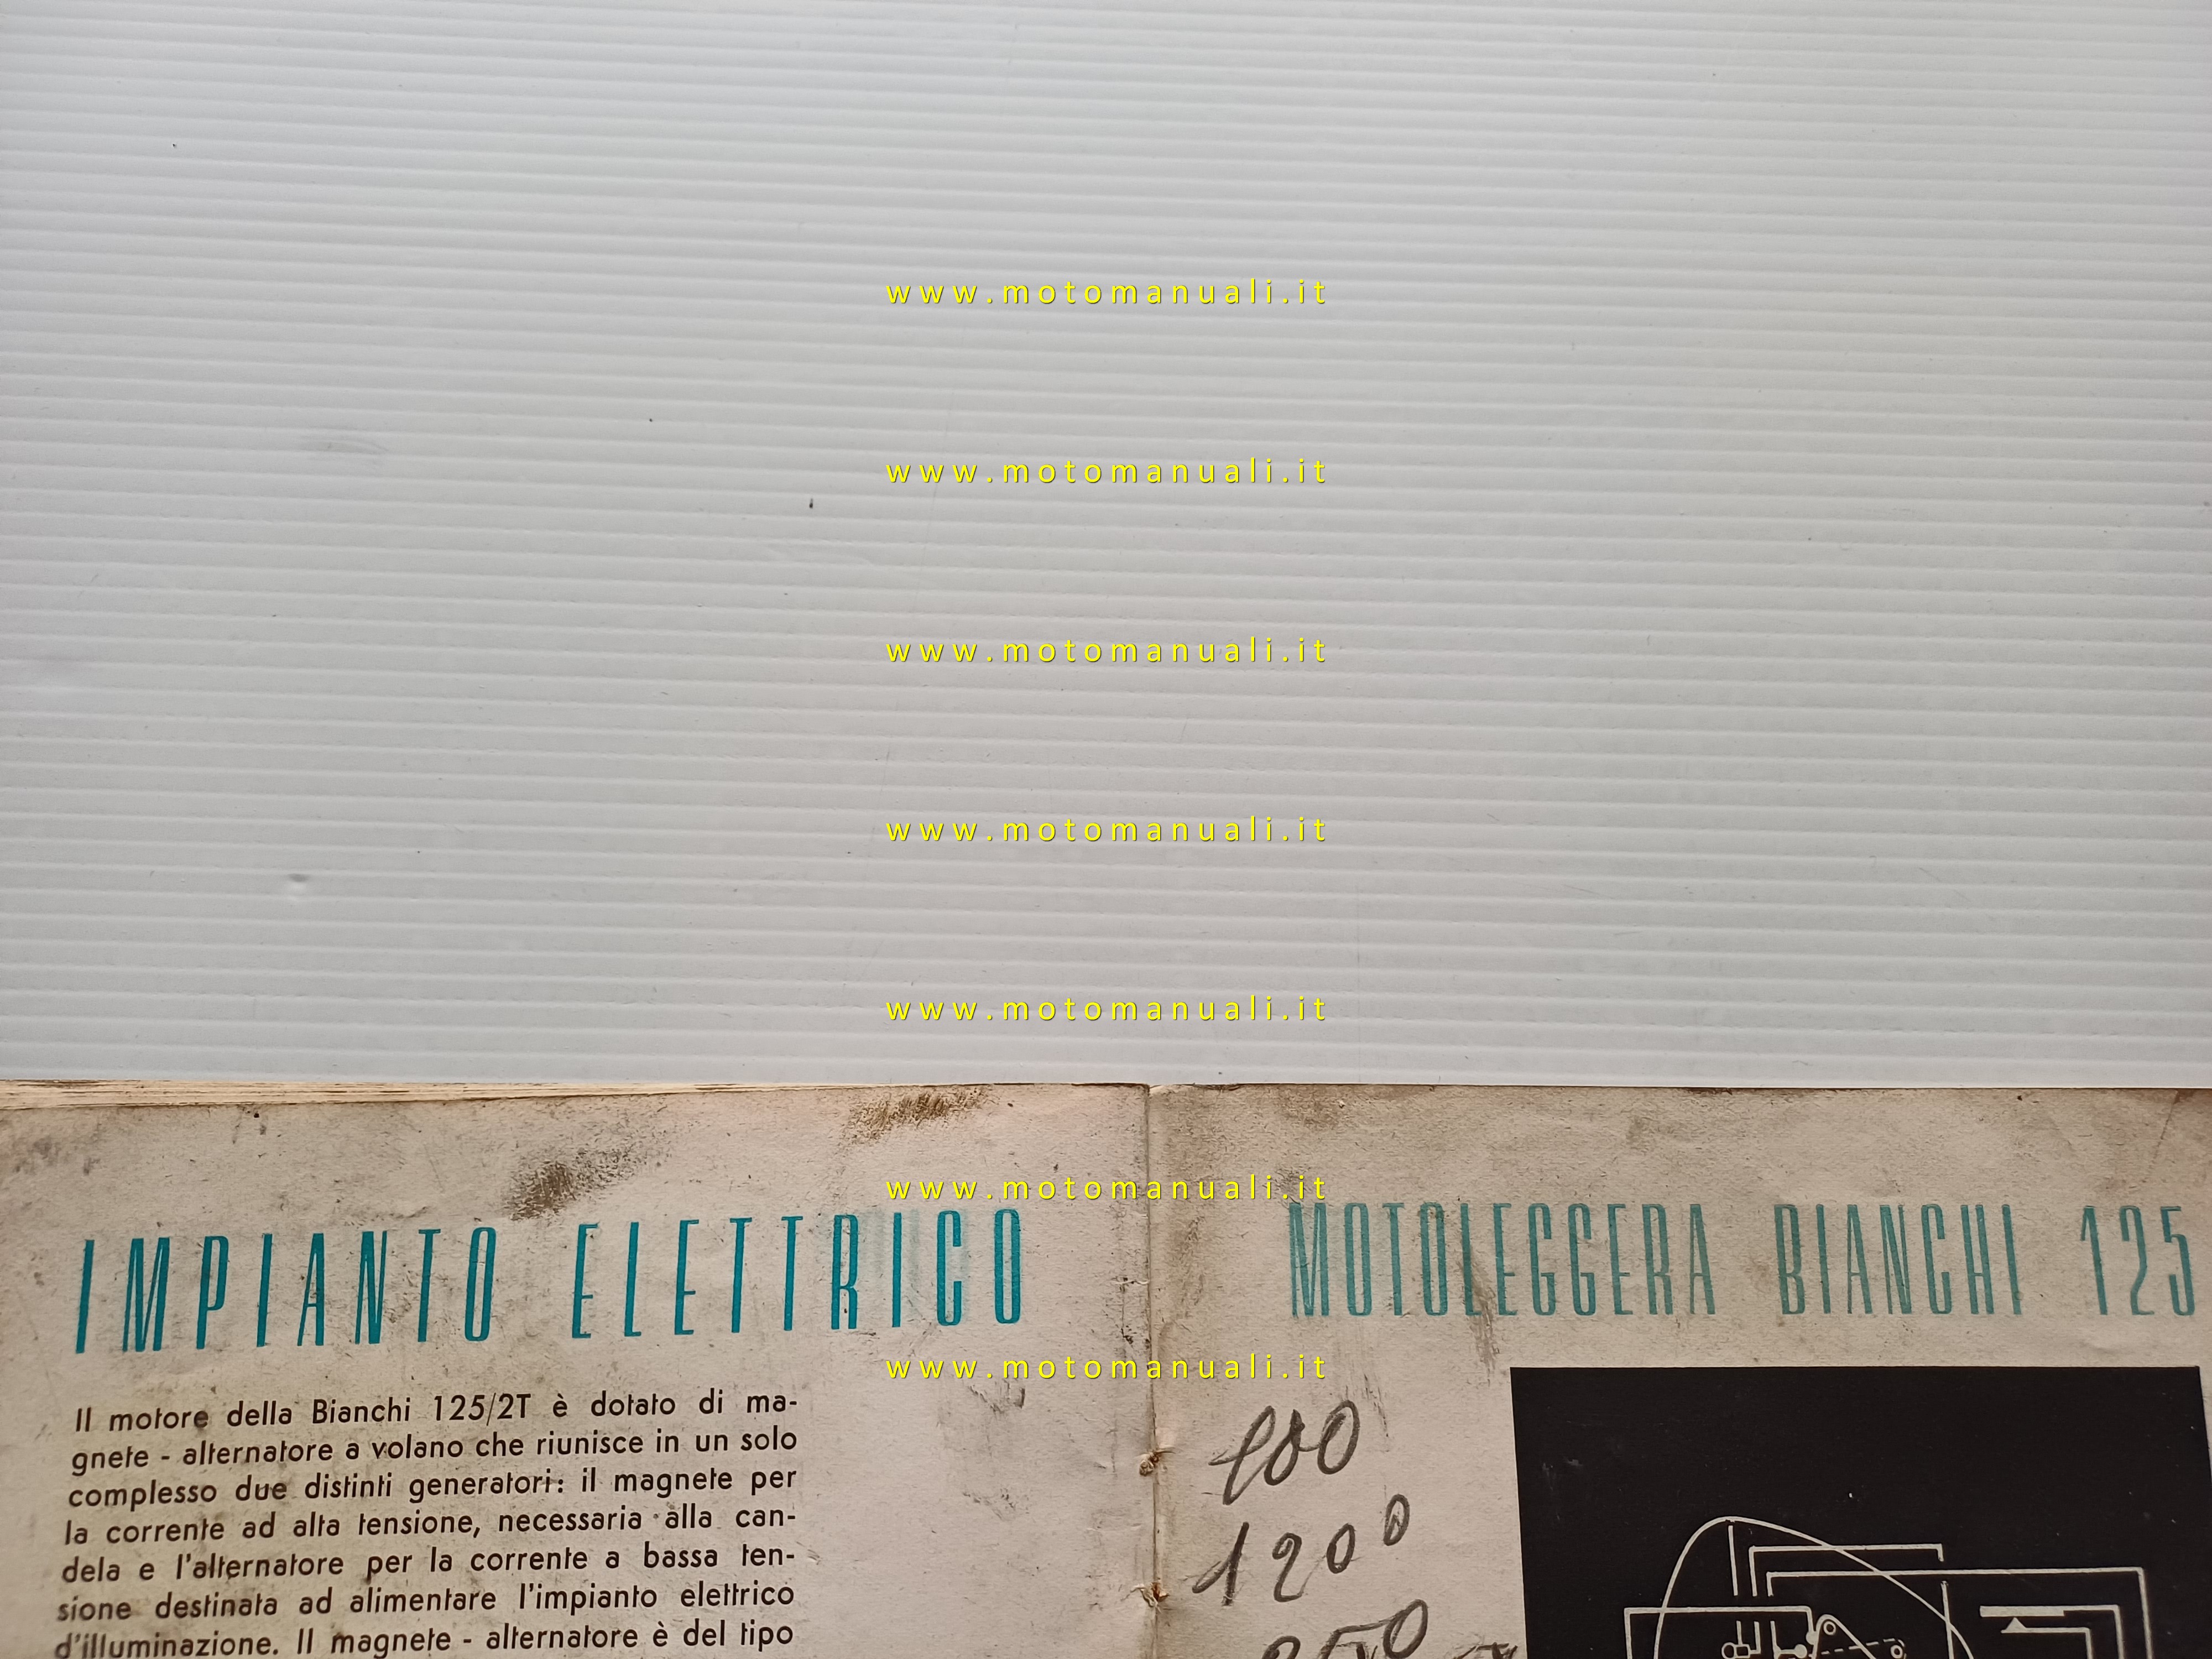 www.motomanuali.it
www.motomanuali.it
www.motomanuali.it
www.motomanuali.it
www.motomanuali.it
www.motomanuali.it
www.motomanuali.it
IMPIANTO ELETTRICO
Il motore della Bianchi 125/2T è dotato di ma-
gnete - alternatore a volano che riunisce in un solo
complesso due distinti generatori: il magnete per
la corrente ad alta tensione, necessaria alla can-
dela e l'alternatore per la corrente a bassa ten-
sione destinata ad alimentare l'impianto elettrico
d'illuminazione. Il magnete - alternatore è del tipo
MOTOLEGGERA BIANCHI 125
1200